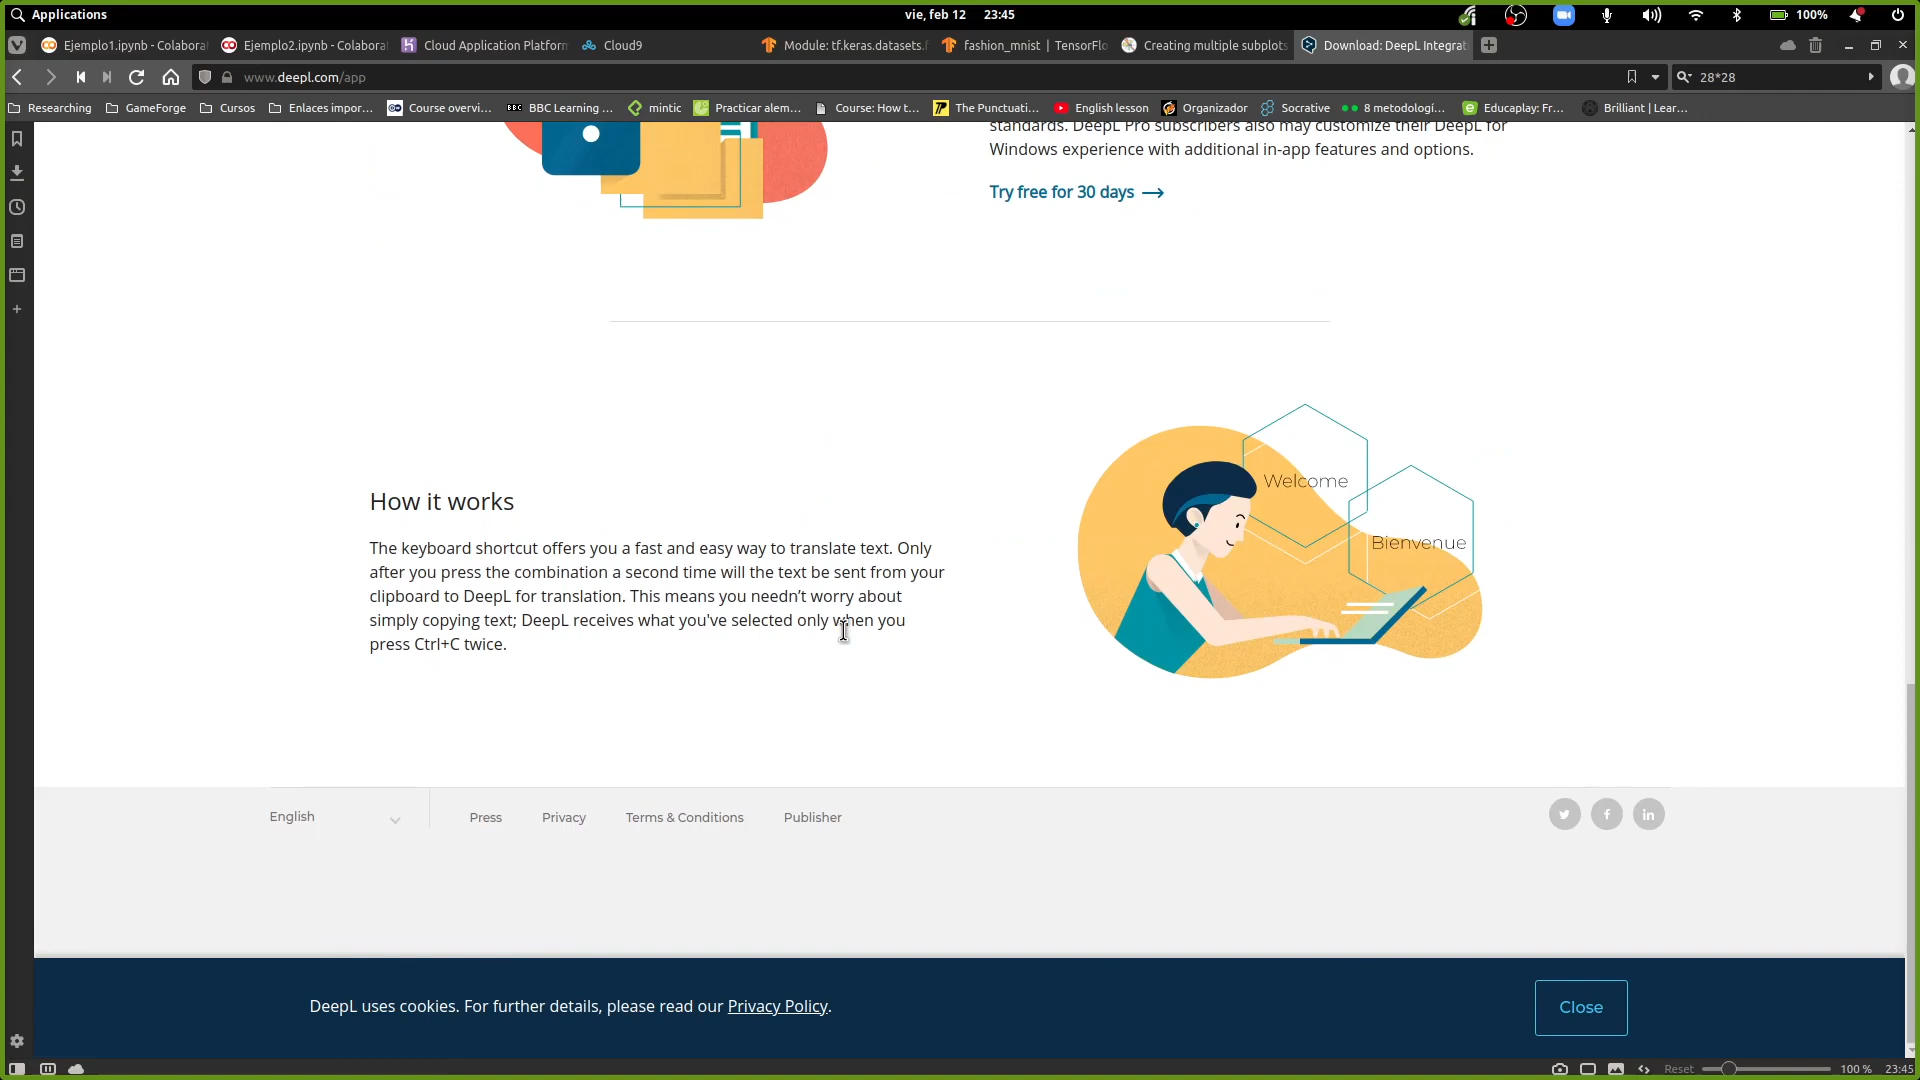 Applications
vie, feb 12 23:45
100%
Ejemplo1.ipynb - Colabora
Ejemplo2.ipynb - Colabora
Cloud Application Platform
Cloud9
Module: tf.keras.datasets.f
fashion_mnist | TensorFlo
Creating multiple subplots
Download: DeepL Integrat
www.deepl.com/app
28*28
Researching
GameForge
Cursos
Enlaces impor...
Course overvi...
BBC Learning ...
mintic
Practicar alem...
Course: How t...
The Punctuati...
English lesson
Organizador
Socrative
8 metodologí...
Educaplay: Fr...
Brilliant | Lear...
standards. DeepL Pro subscribers also may customize their DeepL for
Windows experience with additional in-app features and options.
Try free for 30 days
How it works
The keyboard shortcut offers you a fast and easy way to translate text. Only
after you press the combination a second time will the text be sent from your
clipboard to DeepL for translation. This means you needn’t worry about
simply copying text; DeepL receives what you've selected only when you
press Ctrl+C twice.
Welcome
Bienvenue
English
Press
Privacy
Terms & Conditions
Publisher
DeepL uses cookies. For further details, please read our Privacy Policy.
Close
Reset
100 %
23:45